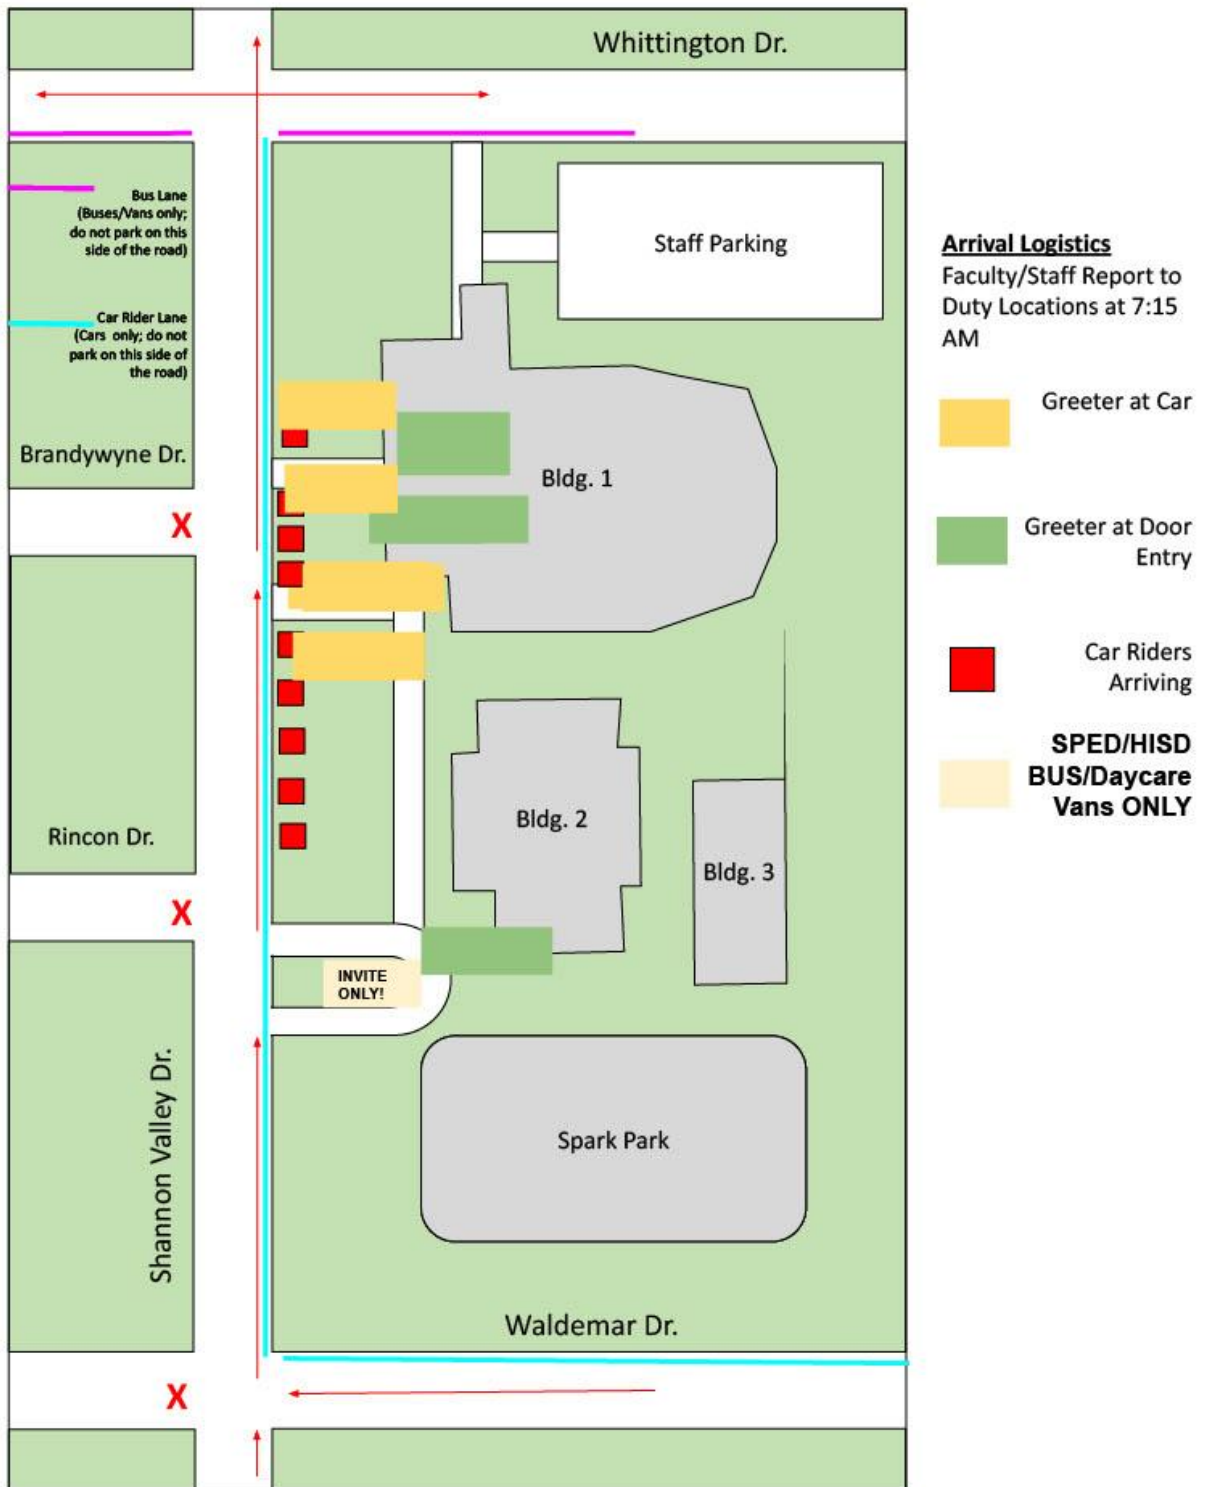 Whittington Dr.
Bus Lane
(Buses/Vans only;
do not park on this
side of the road)
Staff Parking
Arrival Logistics
Faculty/Staff Report to
Duty Locations at 7:15
AM
Car Rider Lane
(Cars only; do not
park on this side of
the road)
Greeter at Car
Brandywyne Dr.
Bldg. 1
X
Greeter at Door
Entry
Car Riders
Arriving
SPED/HISD
BUS/Daycare
Vans ONLY
Rincon Dr.
Bldg. 2
Bldg. 3
X
INVITE
ONLY!
Shannon Valley Dr.
Spark Park
Waldemar Dr.
X